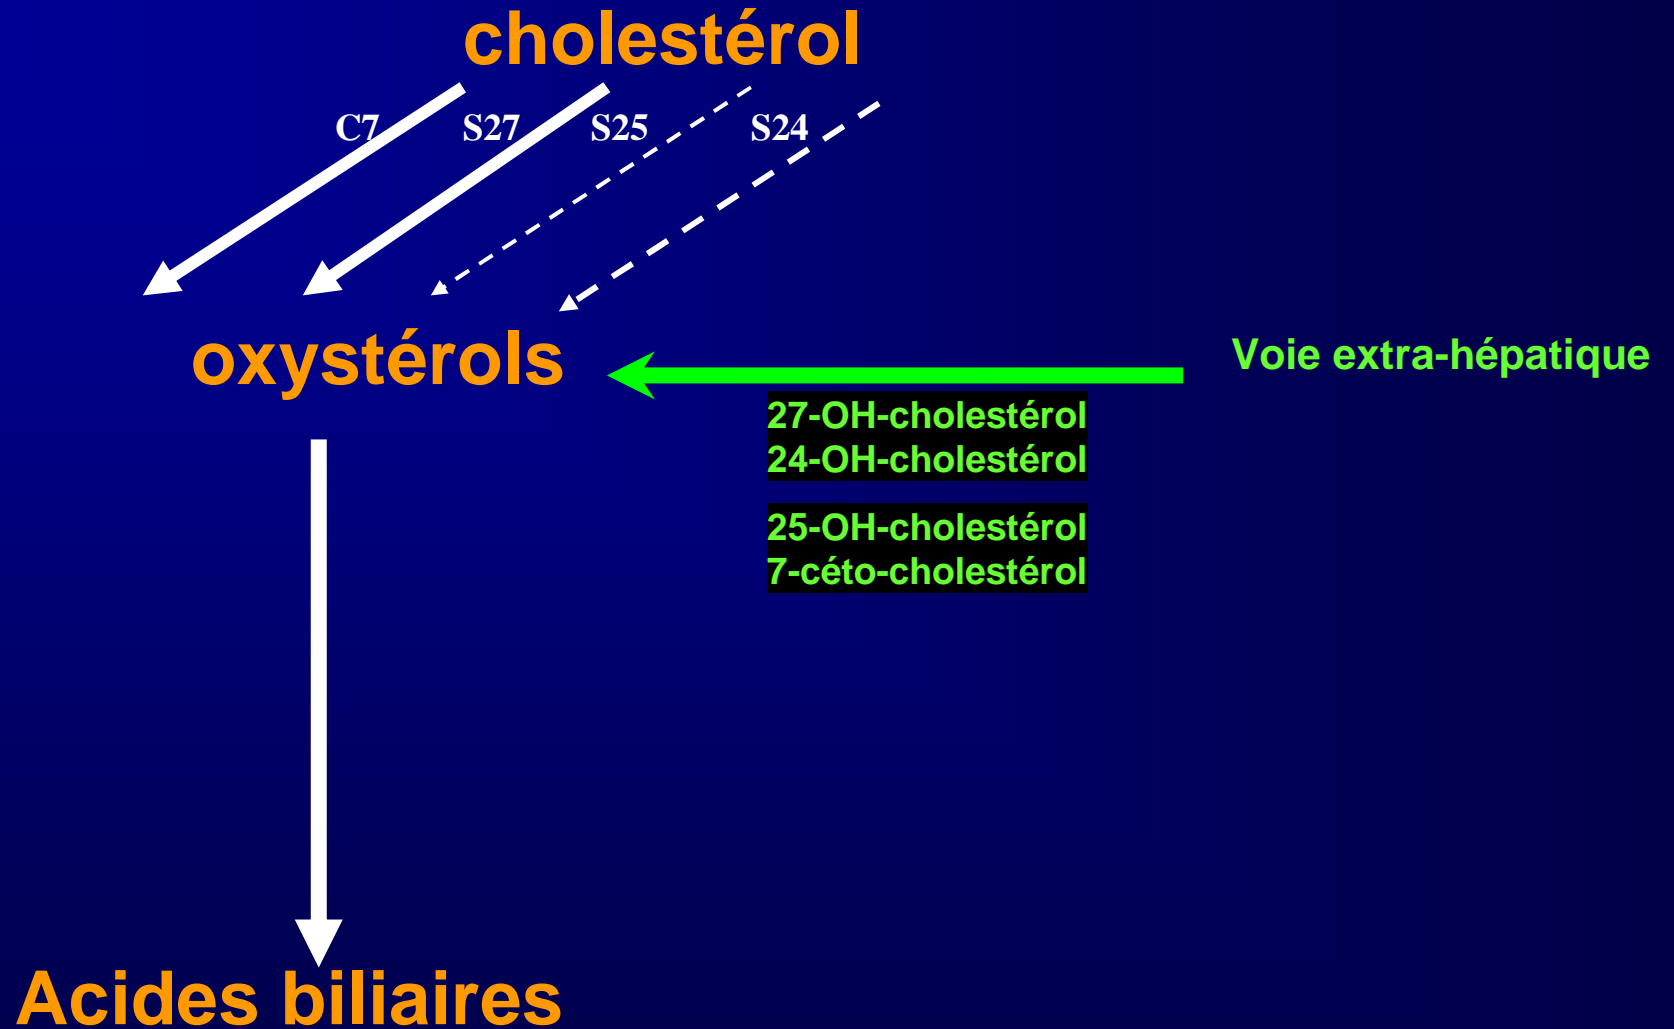 cholestérol
C7 S27 S25 S24
oxystérols
Voie extra-hépatique
27-OH-cholestérol
24-OH-cholestérol
25-OH-cholestérol
7-céto-cholestérol
Acides biliaires